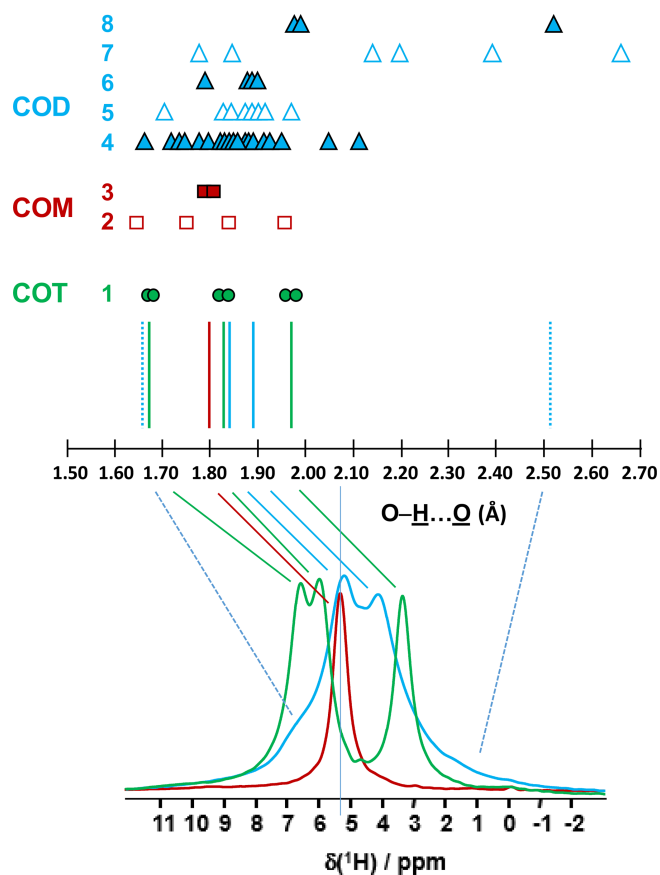 8
7
6
COD 5
4
3
COM 2
COT 1
1.50 1.60 1.70 1.80 1.90 2.00 2.10 2.20 2.30 2.40 2.50 2.60 2.70
O–H...O (Å)
11 10 9 8 7 6 5 4 3 2 1 0 -1 -2
δ(¹H) / ppm